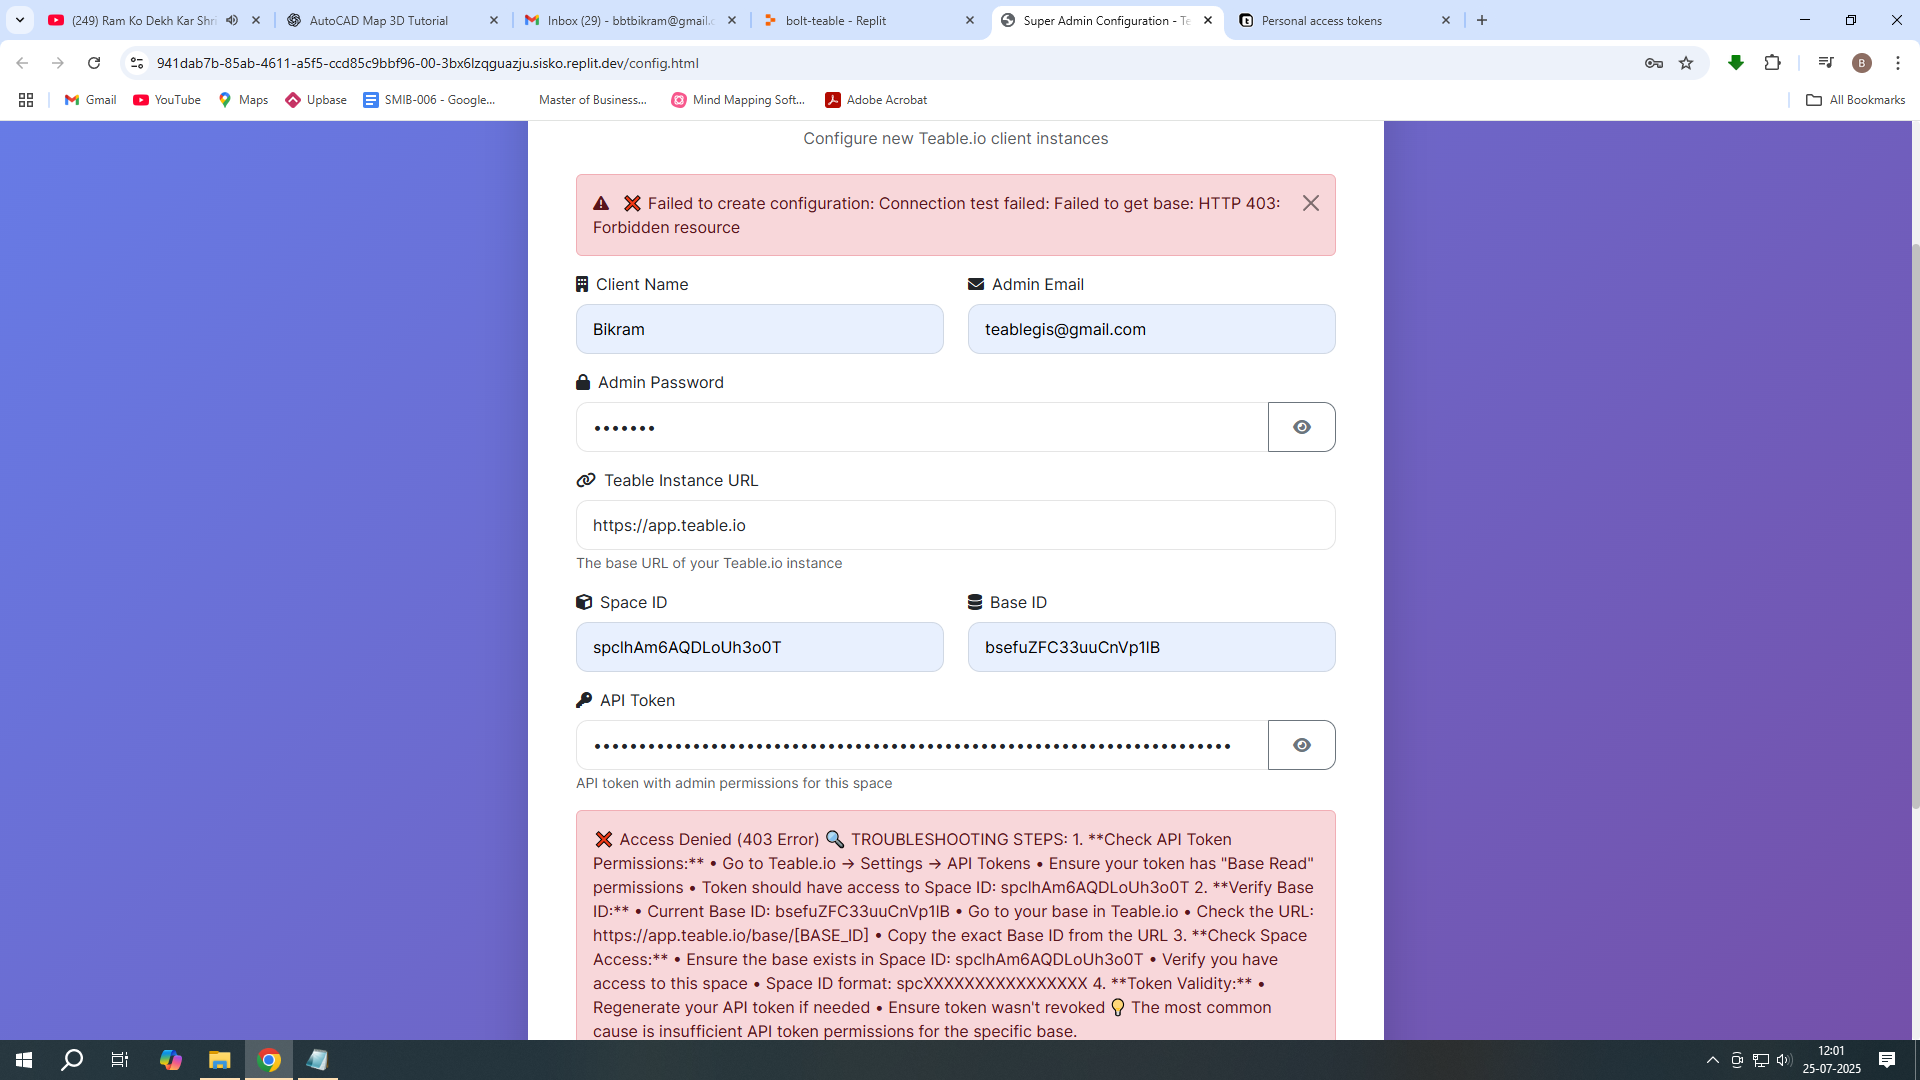 (249) Ram Ko Dekh Kar Shri
AutoCAD Map 3D Tutorial
Inbox (29) - bbtbikram@gmail.c
bolt-teable - Replit
Super Admin Configuration - Te
Personal access tokens
941dab7b-85ab-4611-a5f5-ccd85c9bbf96-00-3bx6lzqguazju.sisko.replit.dev/config.html
B
Gmail
YouTube
Maps
Upbase
SMIB-006 - Google...
Master of Business...
Mind Mapping Soft...
Adobe Acrobat
All Bookmarks
Configure new Teable.io client instances
❌ Failed to create configuration: Connection test failed: Failed to get base: HTTP 403:
Forbidden resource
Client Name
Admin Email
Bikram
teablegis@gmail.com
Admin Password
•••••••
Teable Instance URL
https://app.teable.io
The base URL of your Teable.io instance
Space ID
Base ID
spclhAm6AQDLoUh3o0T
bsefuZFC33uuCnVp1lB
API Token
API token with admin permissions for this space
❌ Access Denied (403 Error) 🔍 TROUBLESHOOTING STEPS: 1. **Check API Token
Permissions:** • Go to Teable.io → Settings → API Tokens • Ensure your token has "Base Read"
permissions • Token should have access to Space ID: spclhAm6AQDLoUh3o0T 2. **Verify Base
ID:** • Current Base ID: bsefuZFC33uuCnVp1lB • Go to your base in Teable.io • Check the URL:
https://app.teable.io/base/[BASE_ID] • Copy the exact Base ID from the URL 3. **Check Space
Access:** • Ensure the base exists in Space ID: spclhAm6AQDLoUh3o0T • Verify you have
access to this space • Space ID format: spcXXXXXXXXXXXXXXXX 4. **Token Validity:** •
Regenerate your API token if needed • Ensure token wasn't revoked 💡 The most common
cause is insufficient API token permissions for the specific base.
12:01
25-07-2025